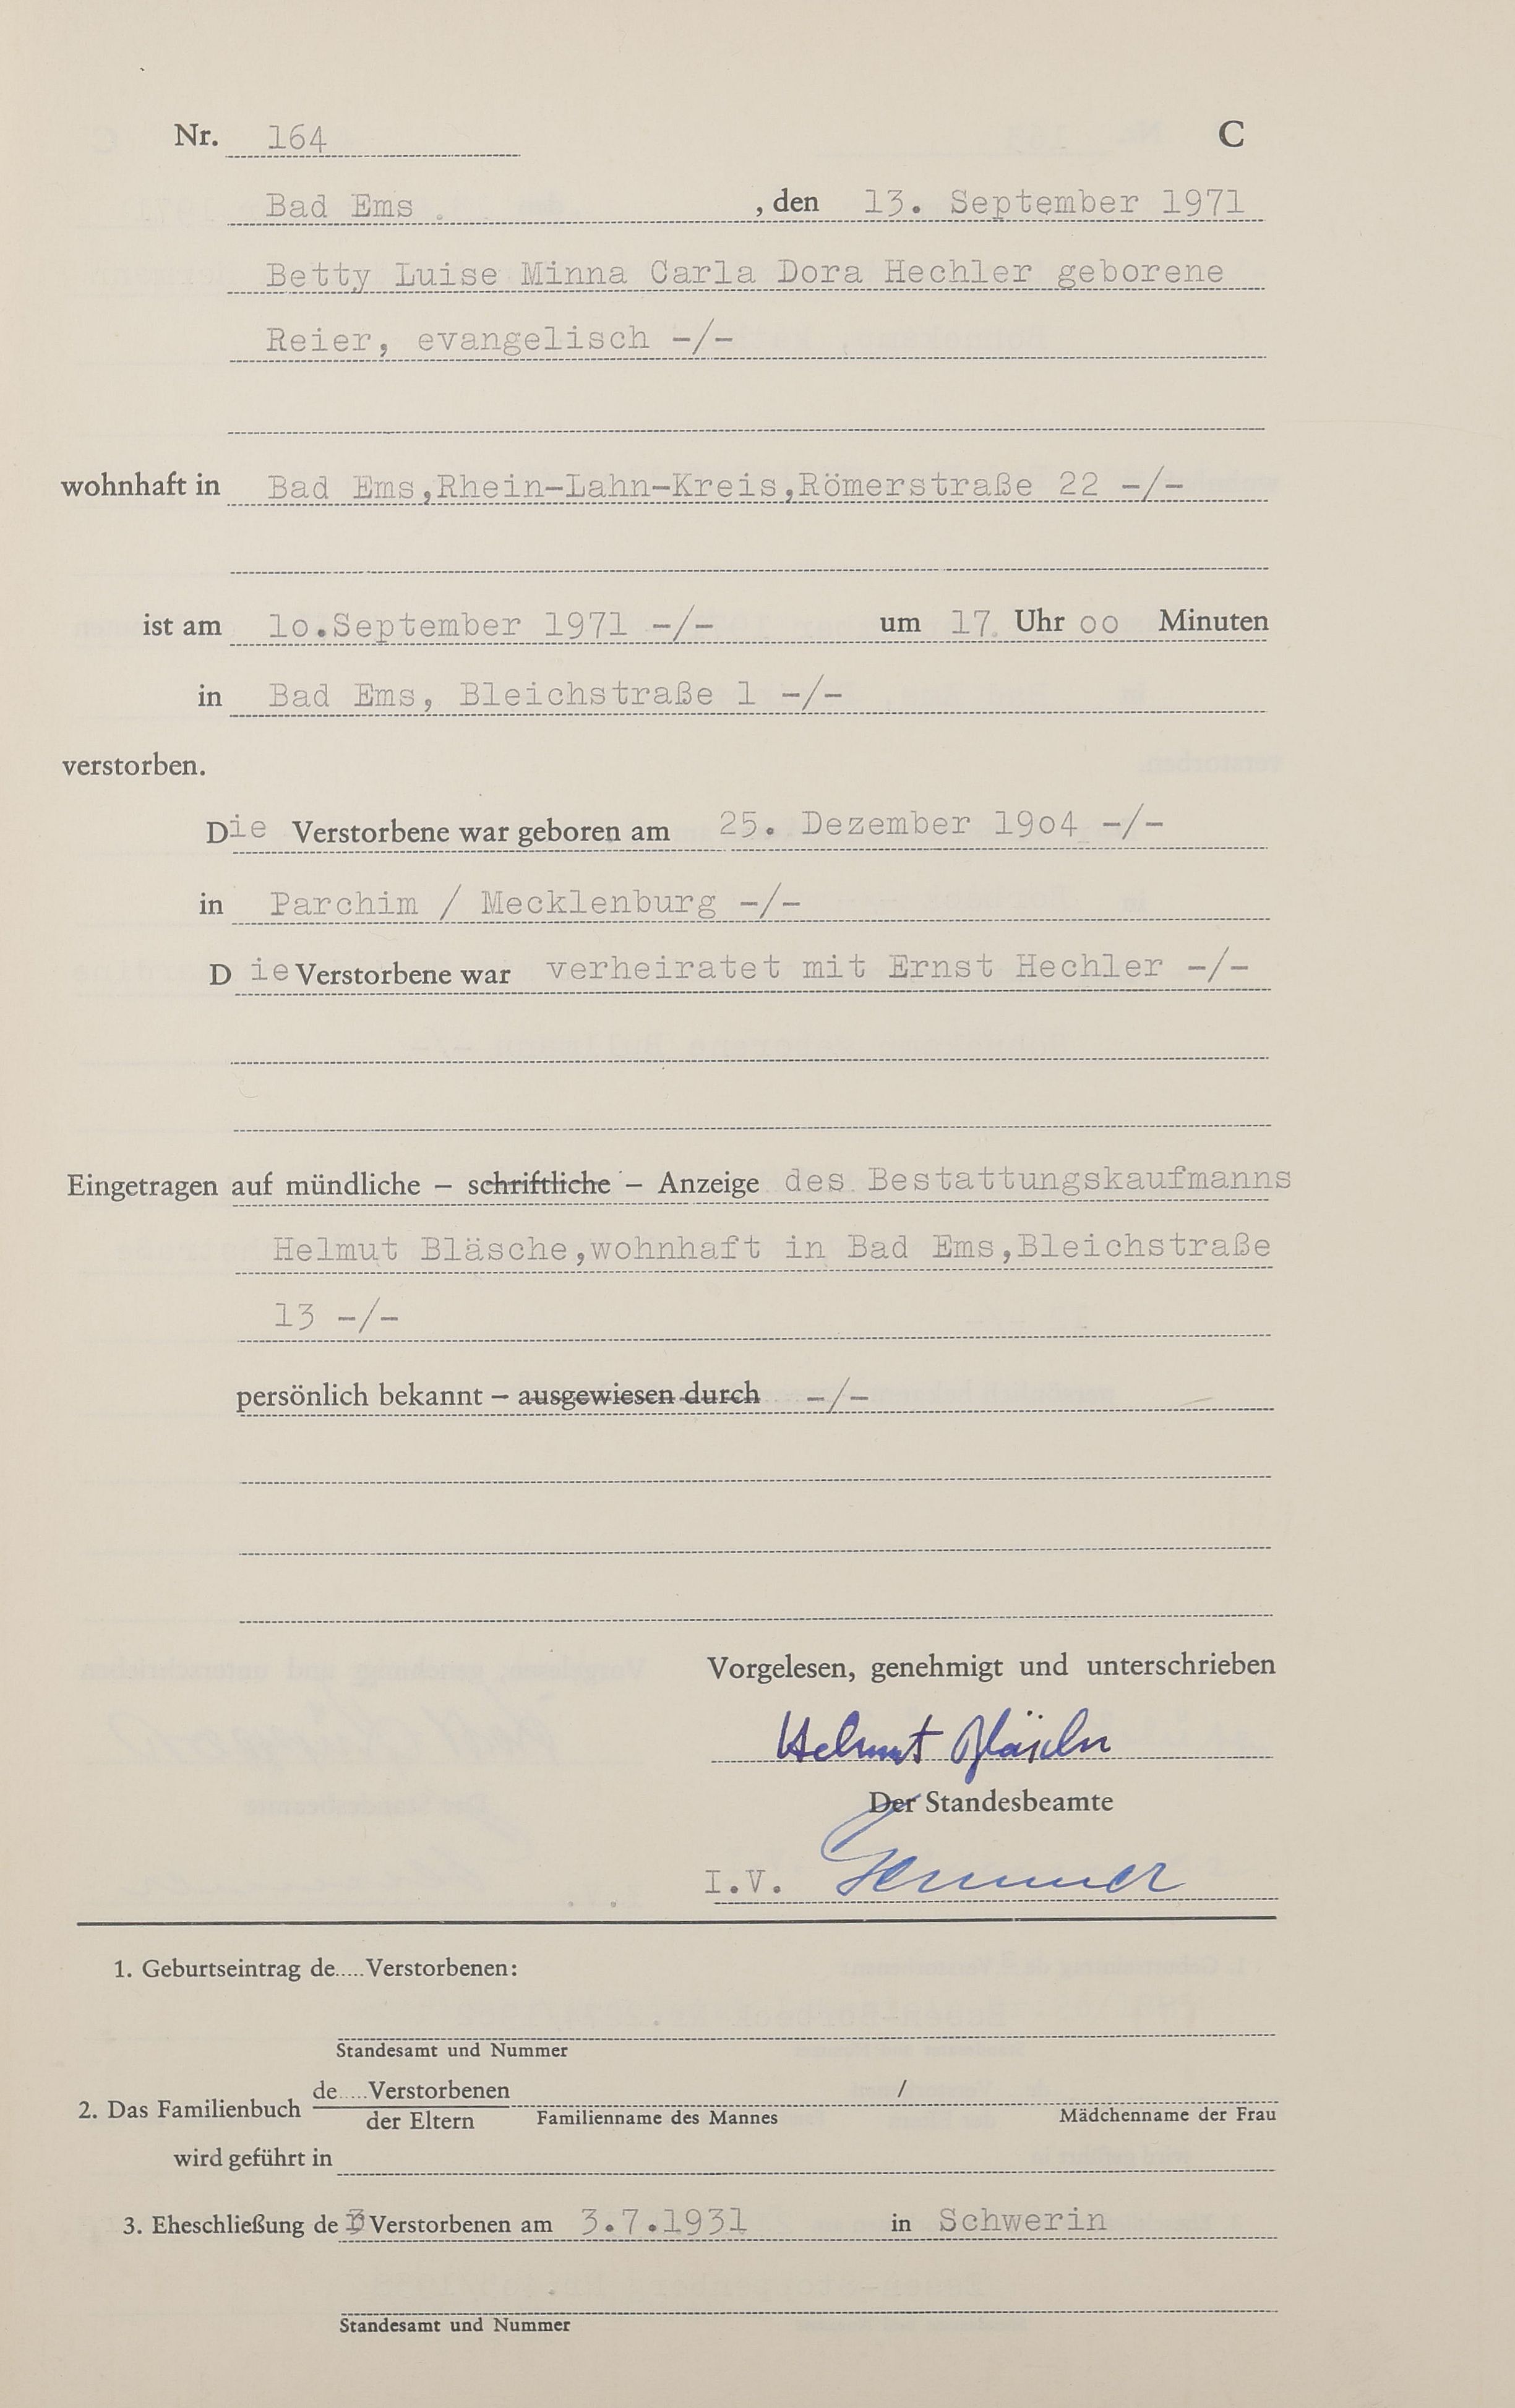 Nr. 164 C
Bad Ems , den 13. September 1971
Betty Luise Minna Carla Dora Hechler geborene
Reier, evangelisch -/-
wohnhaft in Bad Ems,Rhein-Lahn-Kreis,Römerstraße 22 -/-
ist am 1o.September 1971 -/- um 17 Uhr oo Minuten
in Bad Ems, Bleichstraße 1 -/-
verstorben.
Die Verstorbene war geboren am 25. Dezember 19o4 -/-
in Parchim / Mecklenburg -/-
Die Verstorbene war verheiratet mit Ernst Hechler -/-
Eingetragen auf mündliche – schriftliche – Anzeige des Bestattungskaufmanns
Helmut Bläsche,wohnhaft in Bad Ems,Bleichstraße
13 -/-
persönlich bekannt – ausgewiesen durch -/-
Vorgelesen, genehmigt und unterschrieben
Helmut Bläsche
Der Standesbeamte
I.V.
1. Geburtseintrag de.....Verstorbenen:
Standesamt und Nummer
de.....Verstorbenen /
2. Das Familienbuch
der Eltern Familienname des Mannes Mädchenname der Frau
wird geführt in
3. Eheschließung de Verstorbenen am 3.7.1931 in Schwerin
Standesamt und Nummer